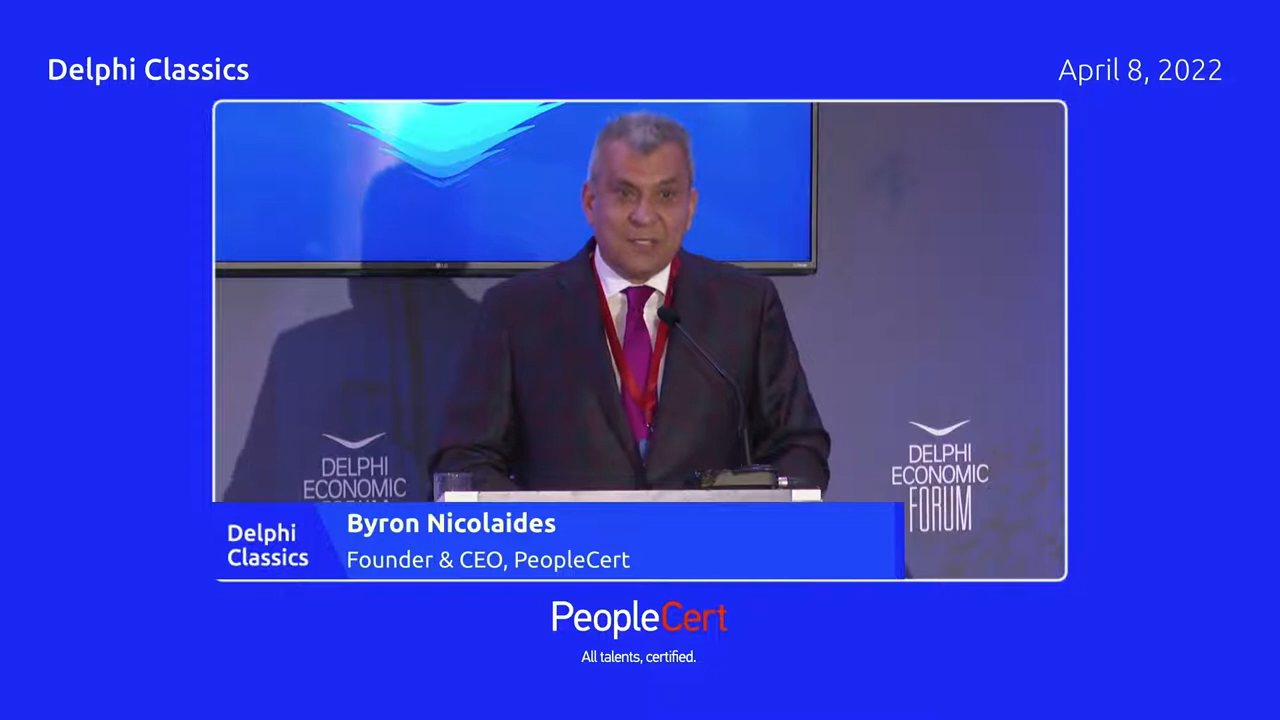 Delphi Classics
April 8, 2022
LG
DELPHI
ECONOMIC
DELPHI
ECONOMIC
FORUM
Delphi
Classics
Byron Nicolaides
Founder & CEO, PeopleCert
PeopleCert
All talents, certified.